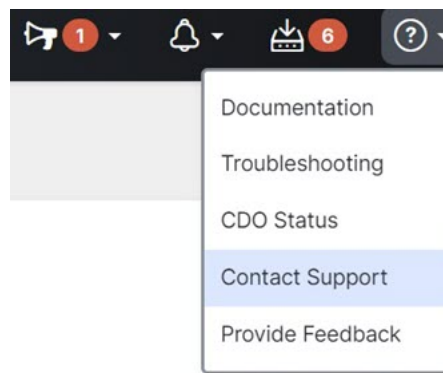 1
6
?
Documentation
Troubleshooting
CDO Status
Contact Support
Provide Feedback